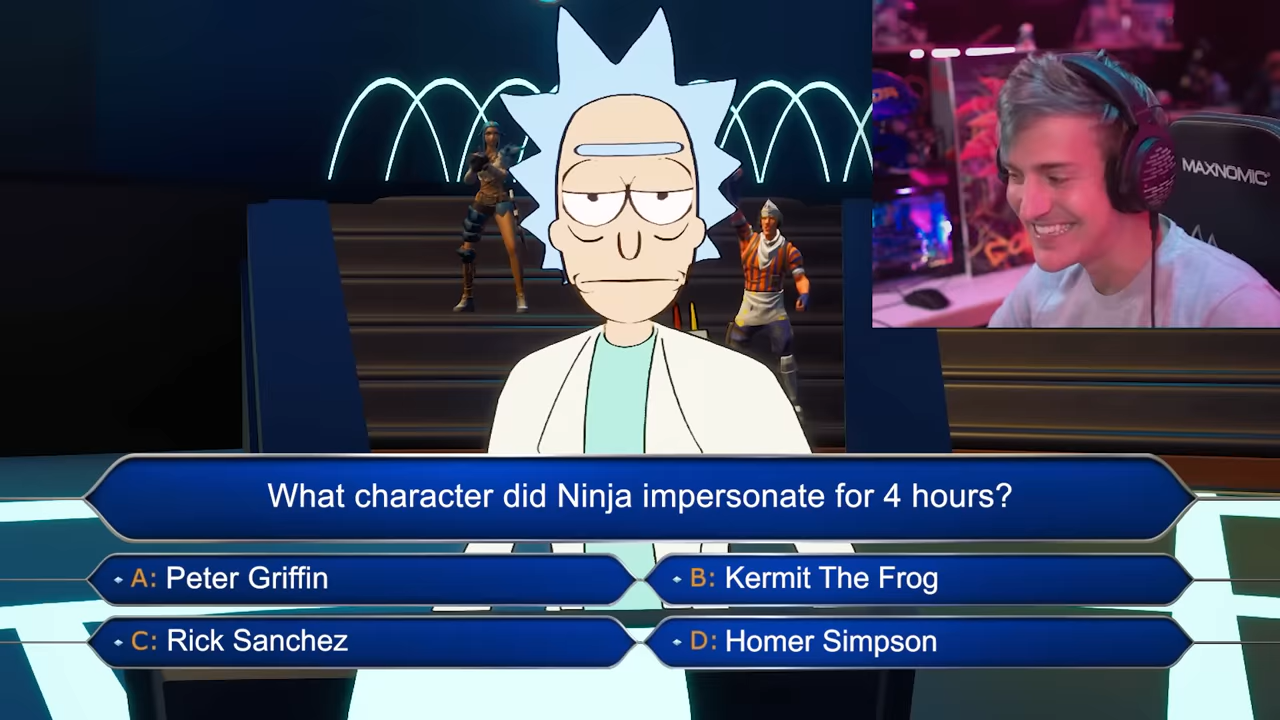 MAXNOMIC
What character did Ninja impersonate for 4 hours?
A: Peter Griffin
B: Kermit The Frog
C: Rick Sanchez
D: Homer Simpson